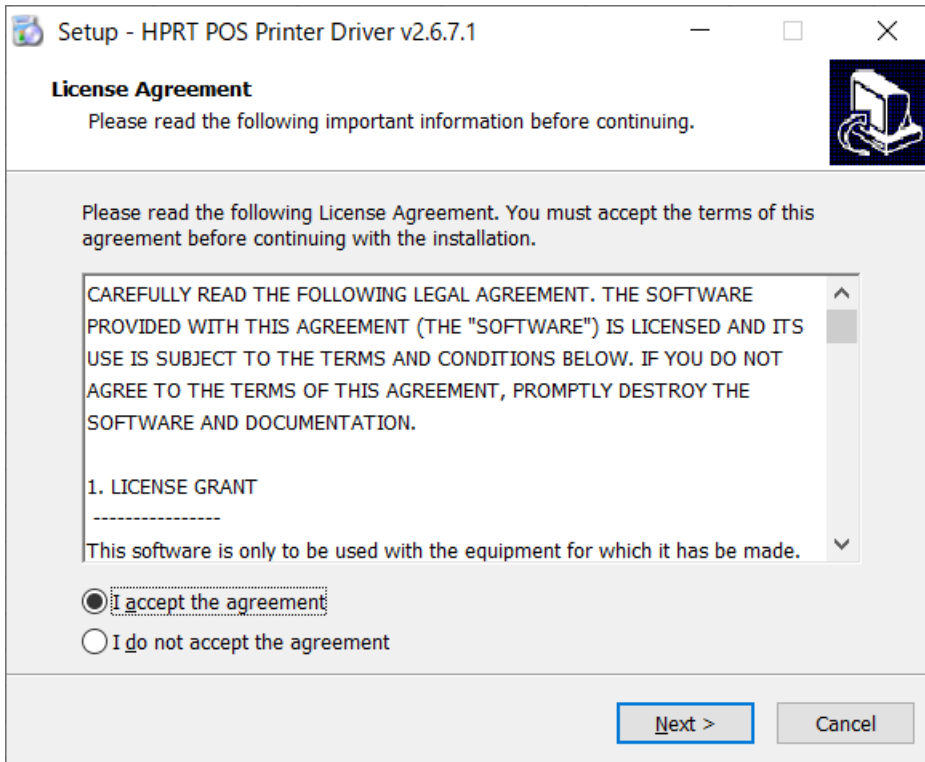 Setup - HPRT POS Printer Driver v2.6.7.1
License Agreement
Please read the following important information before continuing.
Please read the following License Agreement. You must accept the terms of this
agreement before continuing with the installation.
CAREFULLY READ THE FOLLOWING LEGAL AGREEMENT. THE SOFTWARE
PROVIDED WITH THIS AGREEMENT (THE "SOFTWARE") IS LICENSED AND ITS
USE IS SUBJECT TO THE TERMS AND CONDITIONS BELOW. IF YOU DO NOT
AGREE TO THE TERMS OF THIS AGREEMENT, PROMPTLY DESTROY THE
SOFTWARE AND DOCUMENTATION.
1. LICENSE GRANT
----------------
This software is only to be used with the equipment for which it has be made.
I accept the agreement
I do not accept the agreement
Next >
Cancel